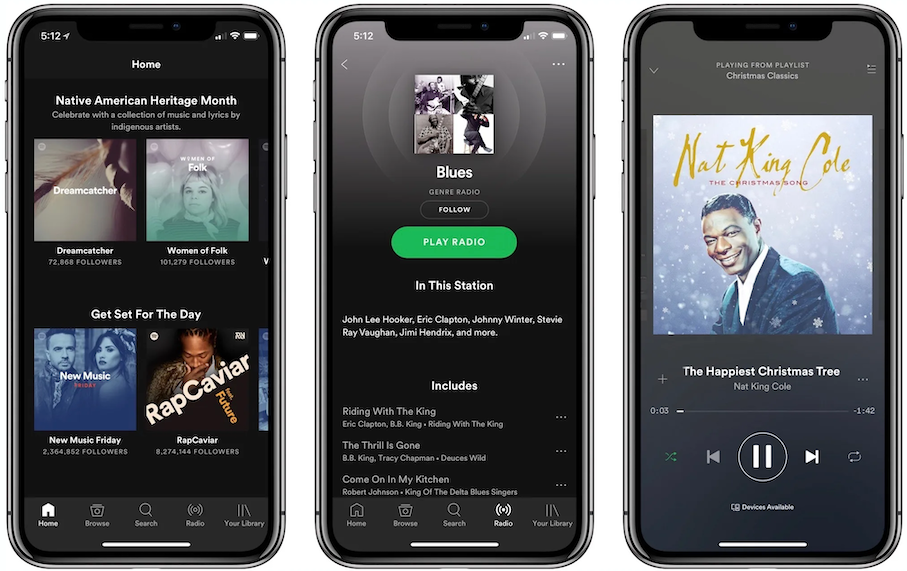 5:12
Home
Native American Heritage Month
Celebrate with a collection of music and lyrics by
indigenous artists.
Dreamcatcher
WYMEN OF
Folk
Dreamcatcher
72,868 FOLLOWERS
Women of Folk
101,279 FOLLOWERS
W
Get Set For The Day
New Music
FRIDAY
RapCaviar
feat.
Future
New Music Friday
2,364,852 FOLLOWERS
RapCaviar
8,274,144 FOLLOWERS
Home
Browse
Search
Radio
Your Library
5:12
Blues
GENRE RADIO
FOLLOW
PLAY RADIO
In This Station
John Lee Hooker, Eric Clapton, Johnny Winter, Stevie
Ray Vaughan, Jimi Hendrix, and more.
Includes
Riding With The King
Eric Clapton, B.B. King • Riding With The King
The Thrill Is Gone
B.B. King, Tracy Chapman • Deuces Wild
Come On In My Kitchen
Robert Johnson • King Of The Delta Blues Singers
Home
Browse
Search
Radio
Your Library
PLAYING FROM PLAYLIST
Christmas Classics
Nat King Cole
THE CHRISTMAS SONG
The Happiest Christmas Tree
Nat King Cole
0:03
-1:42
Devices Available